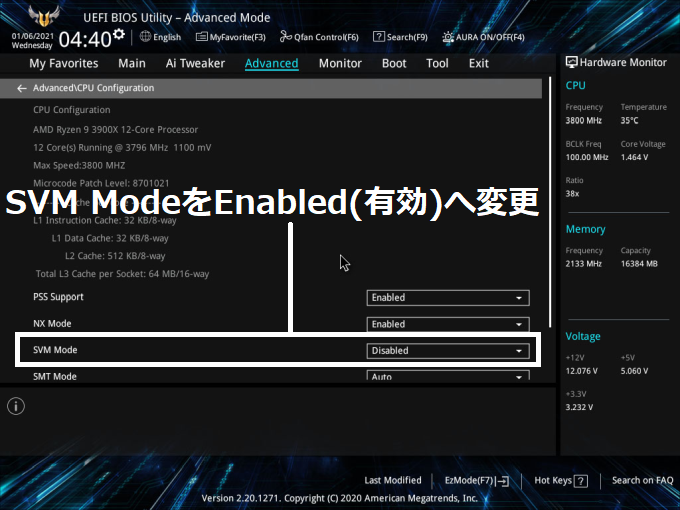 UEFI BIOS Utility – Advanced Mode
01/06/2021
Wednesday
04:40
English
MyFavorite(F3)
Qfan Control(F6)
Search(F9)
AURA ON/OFF(F4)
My Favorites Main Ai Tweaker Advanced Monitor Boot Tool Exit
Advanced\CPU Configuration
CPU Configuration
AMD Ryzen 9 3900X 12-Core Processor
12 Core(s) Running @ 3796 MHz 1100 mV
Max Speed:3800 MHZ
Microcode Patch Level: 8701021
SVM ModeをEnabled(有効)へ変更
L1 Instruction Cache: 32 KB/8-way
L1 Data Cache: 32 KB/8-way
L2 Cache: 512 KB/8-way
Total L3 Cache per Socket: 64 MB/16-way
PSS Support Enabled
NX Mode Enabled
SVM Mode Disabled
SMT Mode Auto
Hardware Monitor
CPU
Frequency Temperature
3800 MHz 35°C
BCLK Freq Core Voltage
100.00 MHz 1.464 V
Ratio
38x
Memory
Frequency Capacity
2133 MHz 16384 MB
Voltage
+12V +5V
12.076 V 5.060 V
+3.3V
3.232 V
Last Modified
EzMode(F7)
Hot Keys ?
Search on FAQ
Version 2.20.1271. Copyright (C) 2020 American Megatrends, Inc.